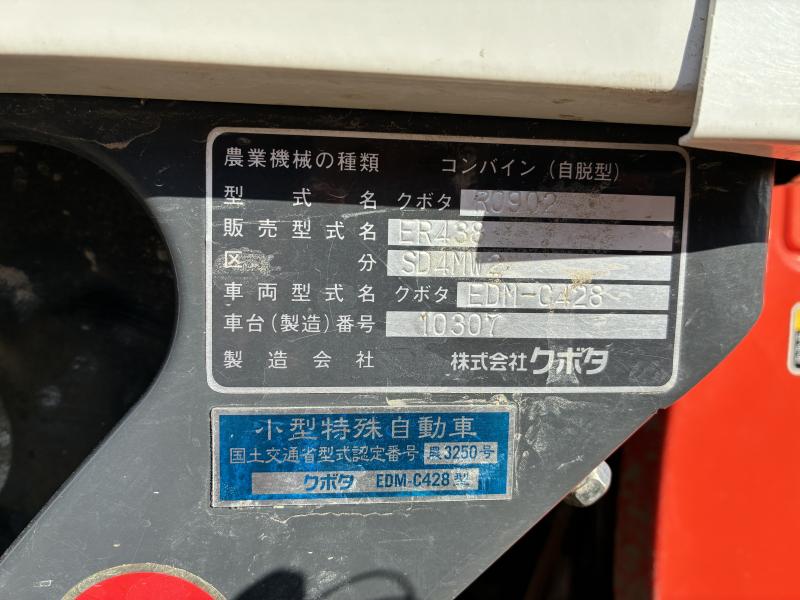 農業機械の種類 コンバイン (自脱型)
型式名 クボタ RC902
販売型式名 ER438
区分 SD4MW2
車両型式名 クボタ EDM-C428
車台(製造)番号 10307
製造会社 株式会社クボタ
小型特殊自動車
国土交通省型式認定番号 農3250号
クボタ EDM-C428型